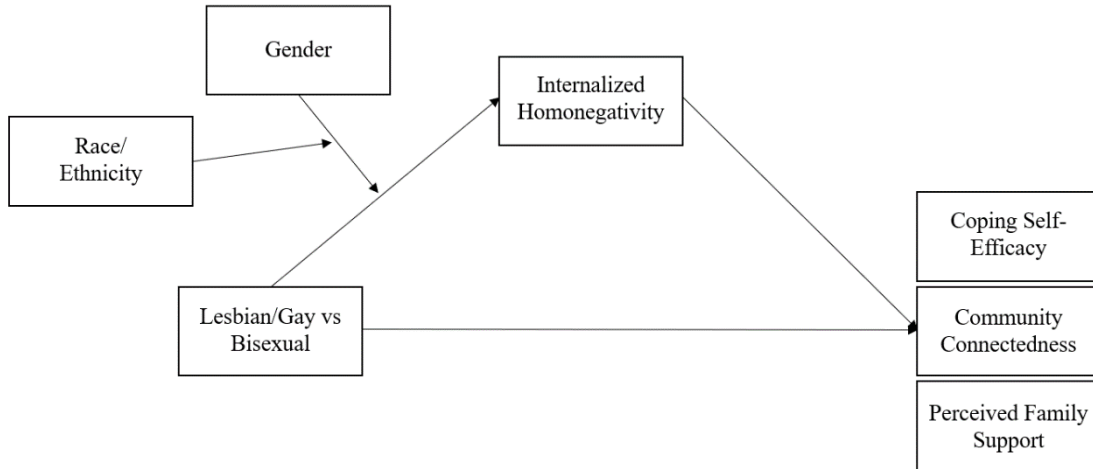 Gender
Internalized
Homonegativity
Race/
Ethnicity
Coping Self-
Efficacy
Lesbian/Gay vs
Bisexual
Community
Connectedness
Perceived Family
Support